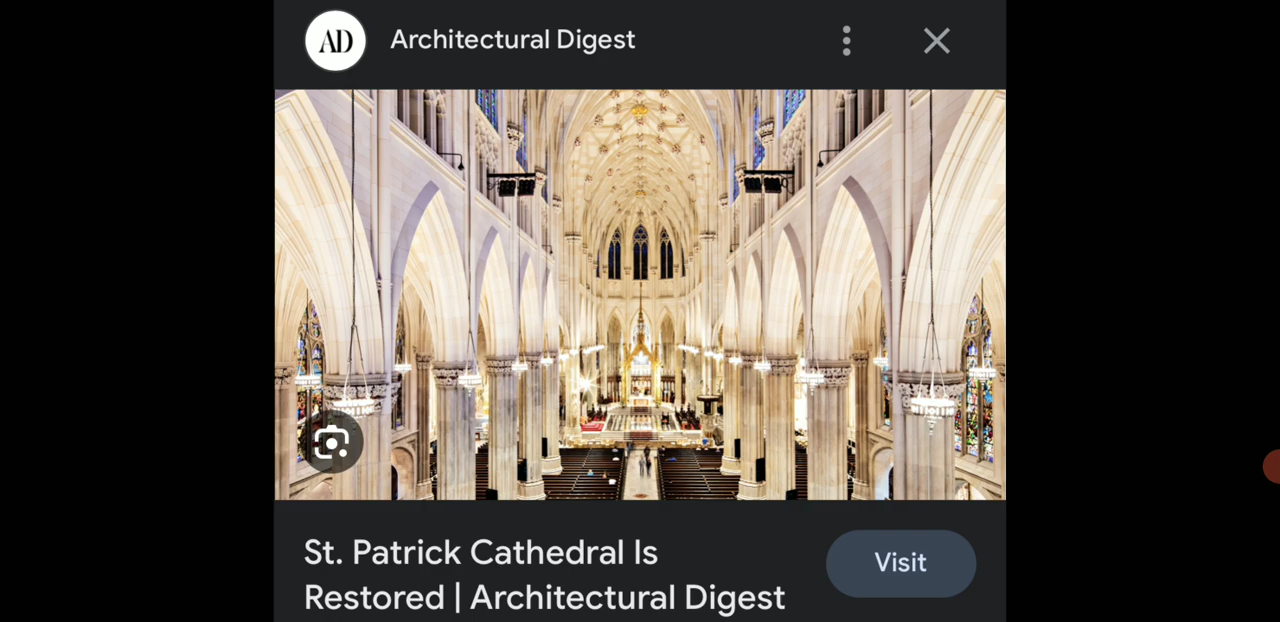 AD
Architectural Digest
St. Patrick Cathedral Is
Restored | Architectural Digest
Visit